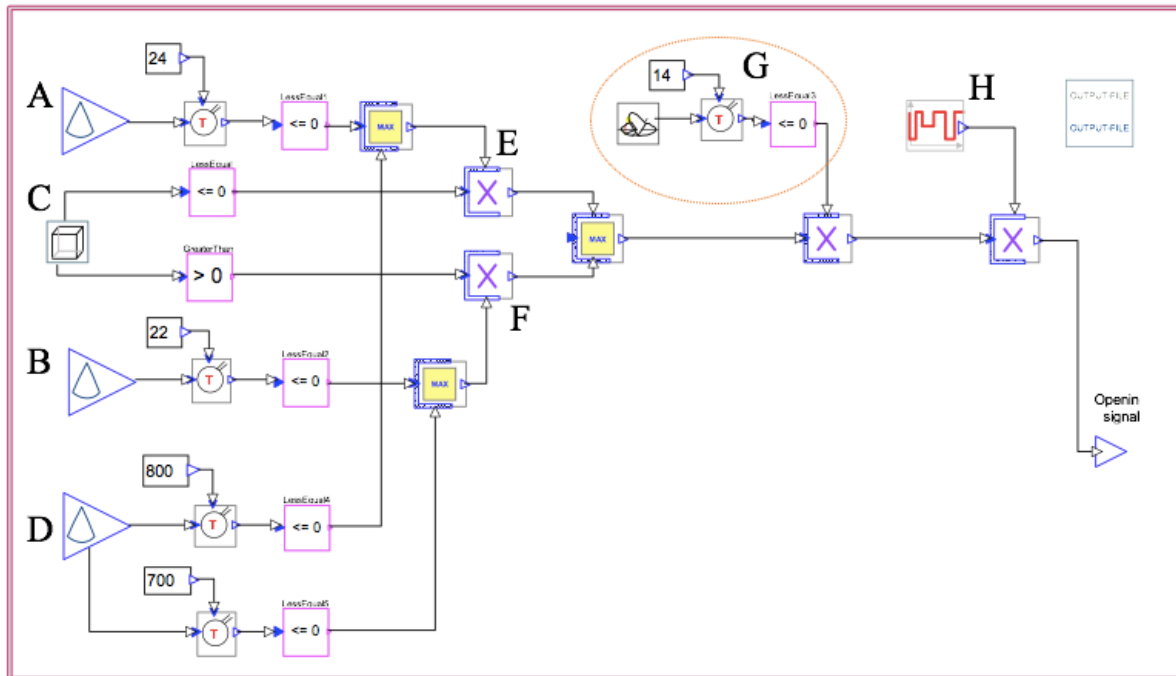 24
14
G
H
OUTPUT-FILE
OUTPUT-FILE
A
T
LessEqual1
<= 0
MAX
T
LessEqual3
<= 0
E
C
LessEqual
<= 0
X
MAX
X
X
GreaterThan
> 0
X
F
22
B
T
LessEqual2
<= 0
MAX
Openin
signal
800
D
T
LessEqual4
<= 0
700
T
LessEqual5
<= 0